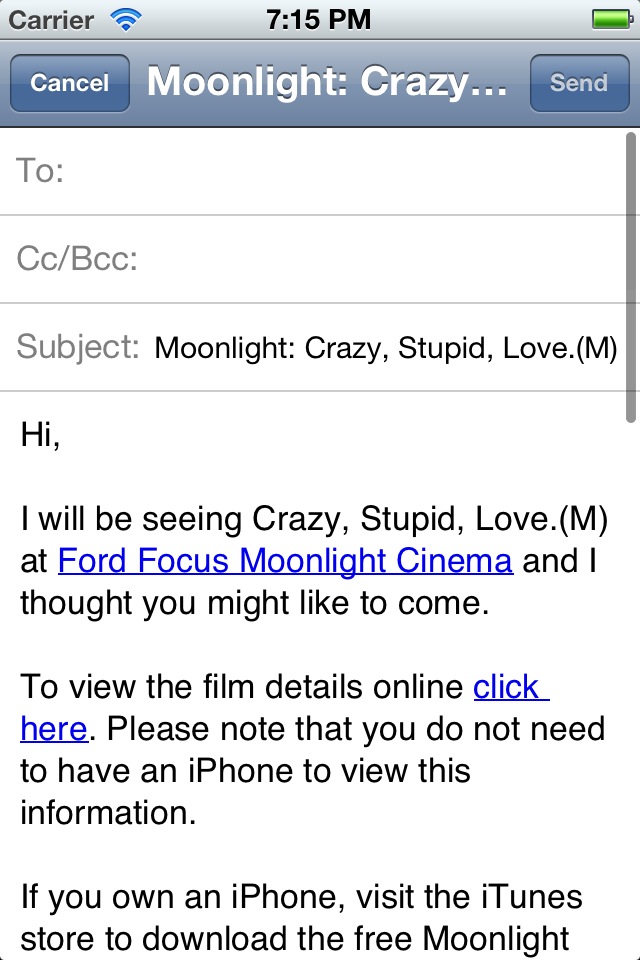 Carrier 7:15 PM
Cancel Moonlight: Crazy... Send
To:
Cc/Bcc:
Subject: Moonlight: Crazy, Stupid, Love.(M)
Hi,
I will be seeing Crazy, Stupid, Love.(M)
at Ford Focus Moonlight Cinema and I
thought you might like to come.
To view the film details online click
here. Please note that you do not need
to have an iPhone to view this
information.
If you own an iPhone, visit the iTunes
store to download the free Moonlight